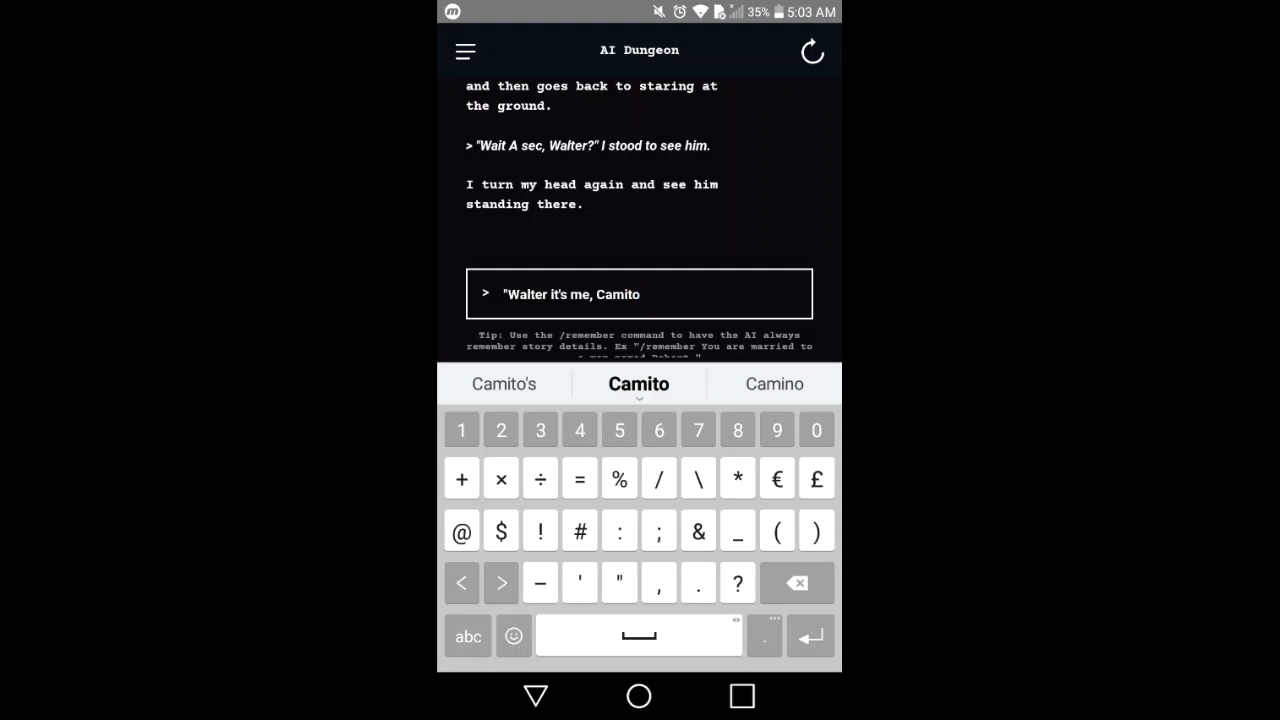 35% 5:03 AM
AI Dungeon
and then goes back to staring at
the ground.
> "Wait A sec, Walter?" I stood to see him.
I turn my head again and see him
standing there.
> "Walter it's me, Camito
Tip: Use the /remember command to have the AI always
remember story details. Ex "/remember You are married to
Camito's Camito Camino
1 2 3 4 5 6 7 8 9 0
+ × ÷ = % / \ * € £
@ $ ! # : ; & _ ( )
< > – ' " , . ?
abc .